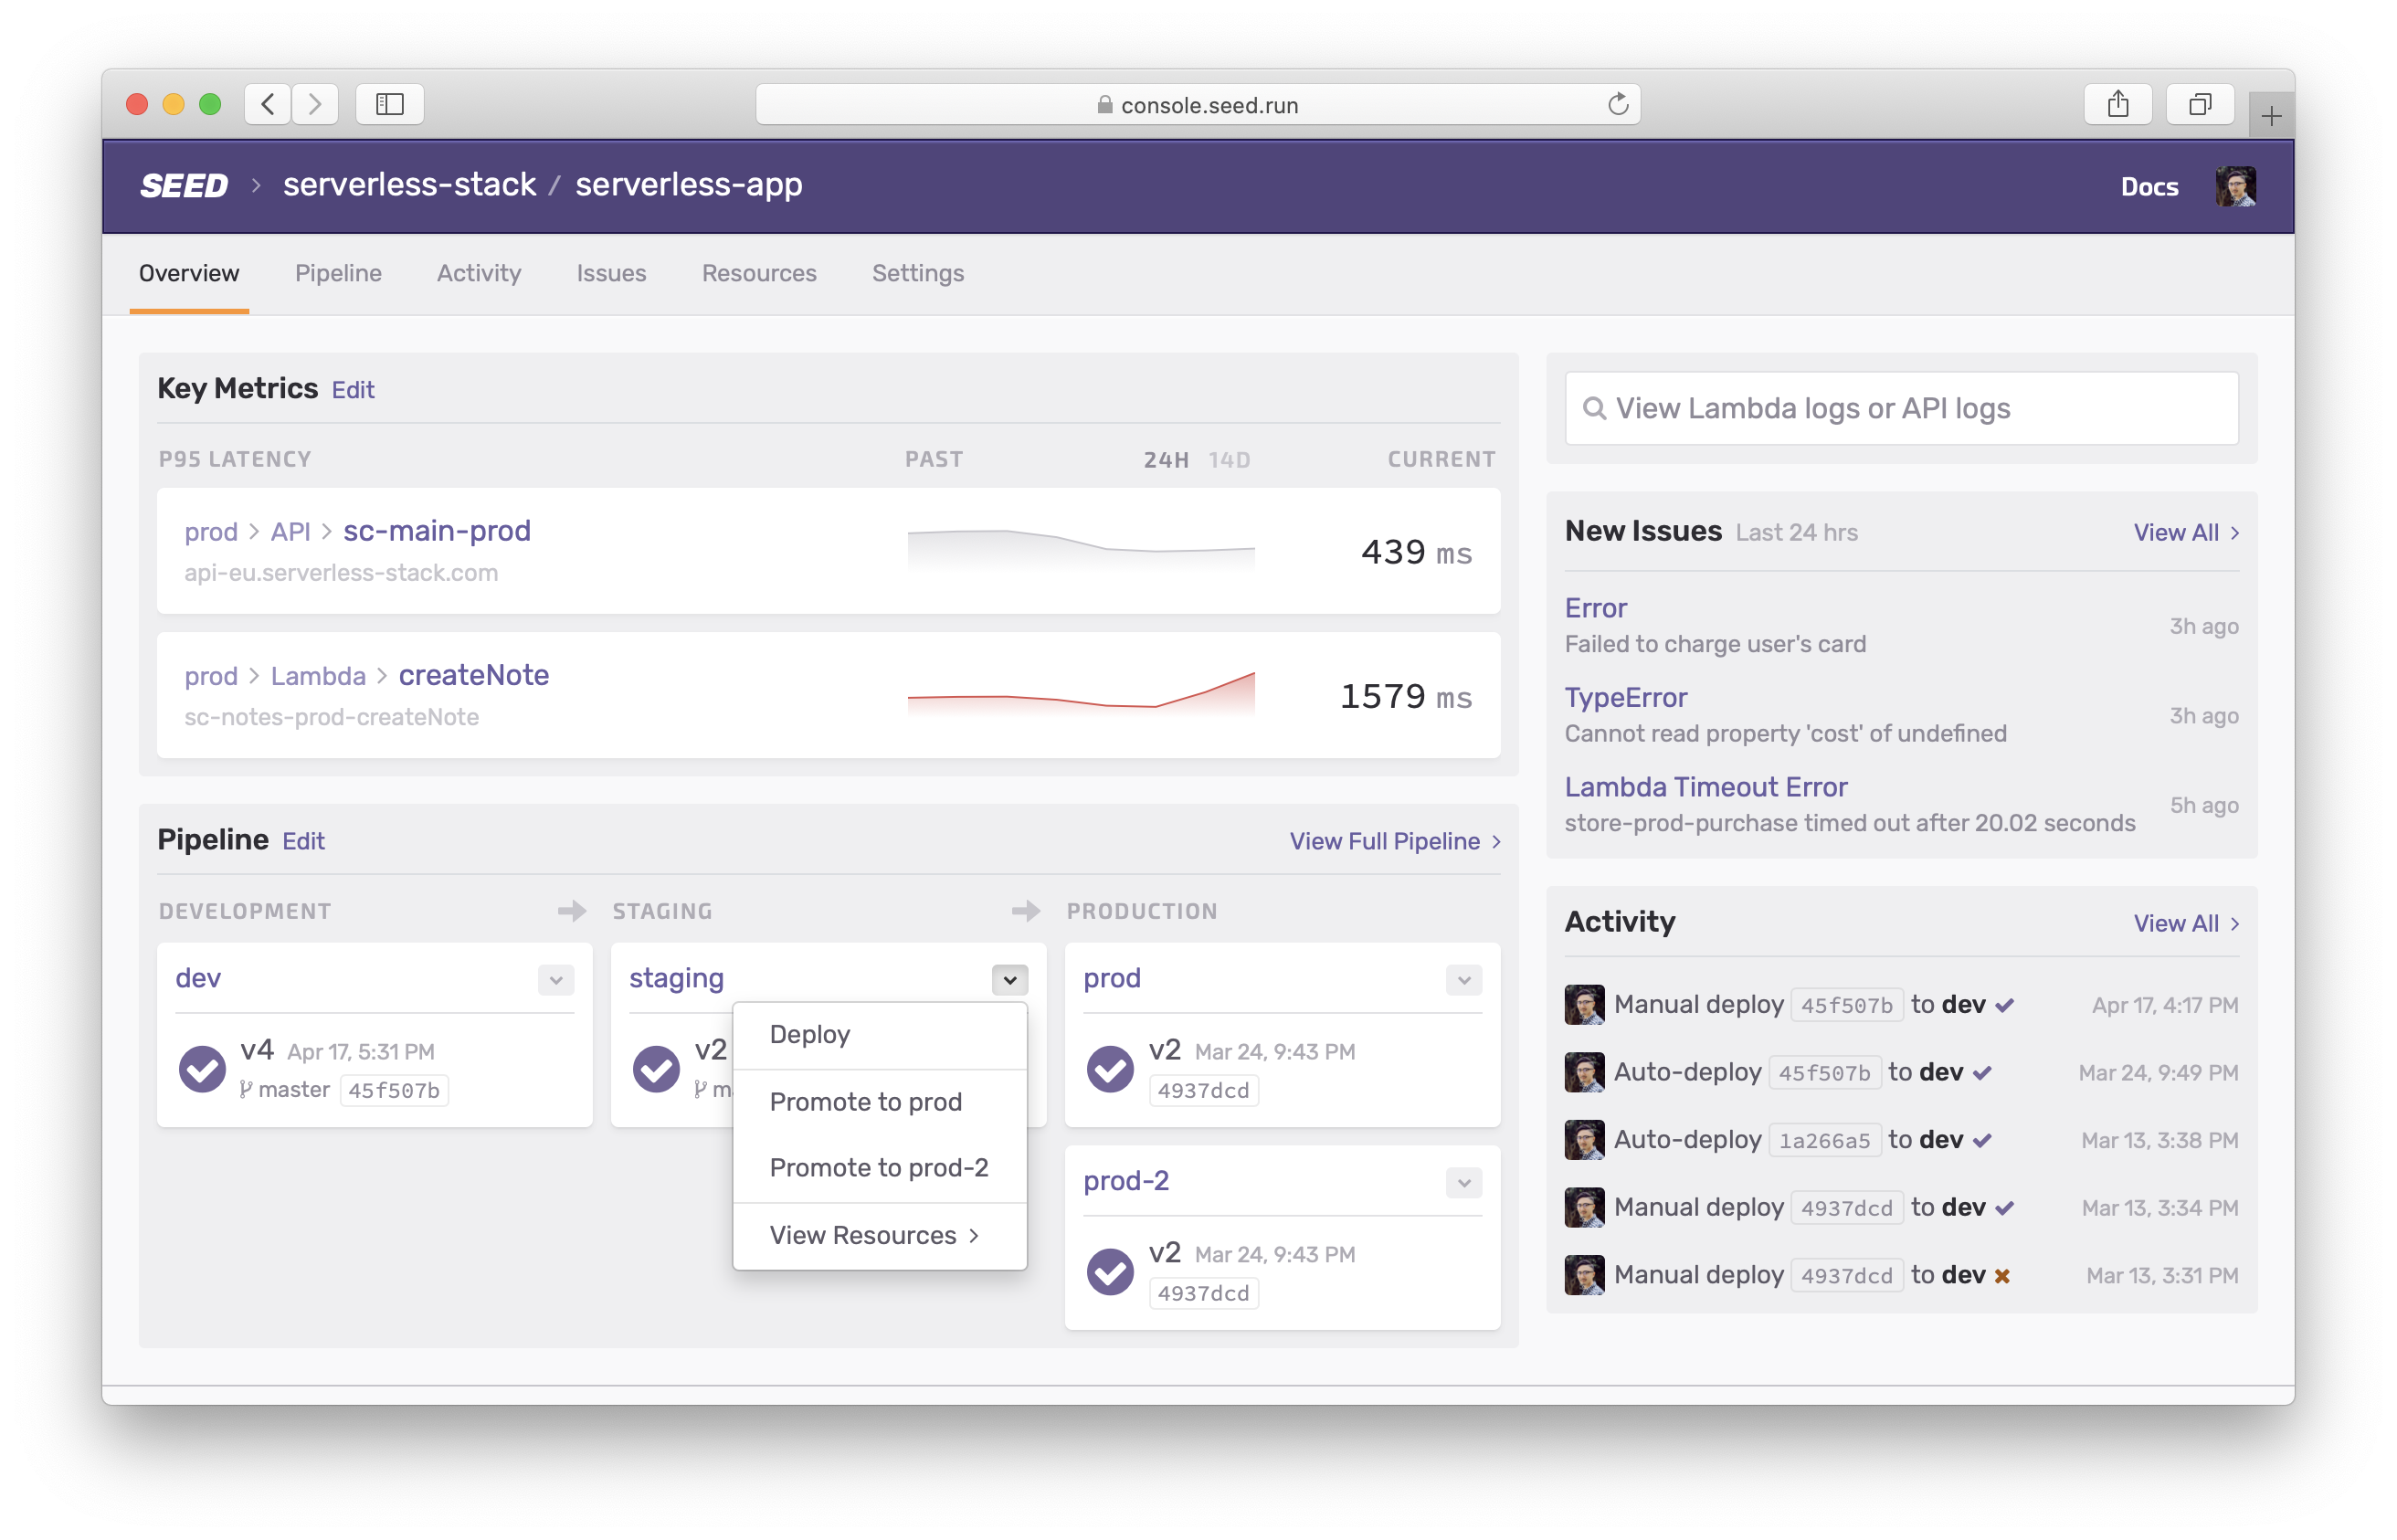 console.seed.run
SEED > serverless-stack / serverless-app
Docs
Overview Pipeline Activity Issues Resources Settings
Key Metrics Edit
P95 LATENCY PAST 24H 14D CURRENT
prod > API > sc-main-prod
api-eu.serverless-stack.com
439 ms
prod > Lambda > createNote
sc-notes-prod-createNote
1579 ms
Pipeline Edit
View Full Pipeline >
DEVELOPMENT
STAGING
PRODUCTION
dev
v4 Apr 17, 5:31 PM
master 45f507b
staging
v2
Deploy
Promote to prod
Promote to prod-2
View Resources >
prod
v2 Mar 24, 9:43 PM
4937dcd
prod-2
v2 Mar 24, 9:43 PM
4937dcd
View Lambda logs or API logs
New Issues Last 24 hrs
View All >
Error
Failed to charge user's card
3h ago
TypeError
Cannot read property 'cost' of undefined
3h ago
Lambda Timeout Error
store-prod-purchase timed out after 20.02 seconds
5h ago
Activity
View All >
Manual deploy 45f507b to dev Apr 17, 4:17 PM
Auto-deploy 45f507b to dev Mar 24, 9:49 PM
Auto-deploy 1a266a5 to dev Mar 13, 3:38 PM
Manual deploy 4937dcd to dev Mar 13, 3:34 PM
Manual deploy 4937dcd to dev Mar 13, 3:31 PM